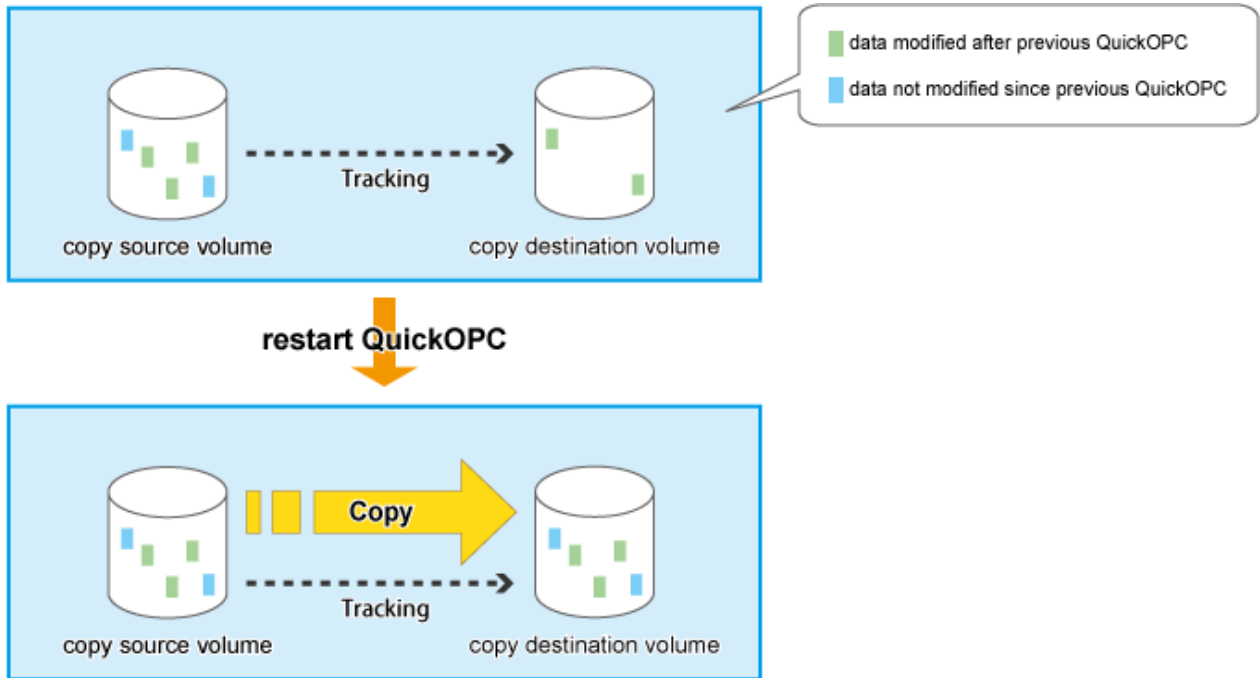 data modified after previous QuickOPC
data not modified since previous QuickOPC
Tracking
copy source volume
copy destination volume
restart QuickOPC
Copy
Tracking
copy source volume
copy destination volume